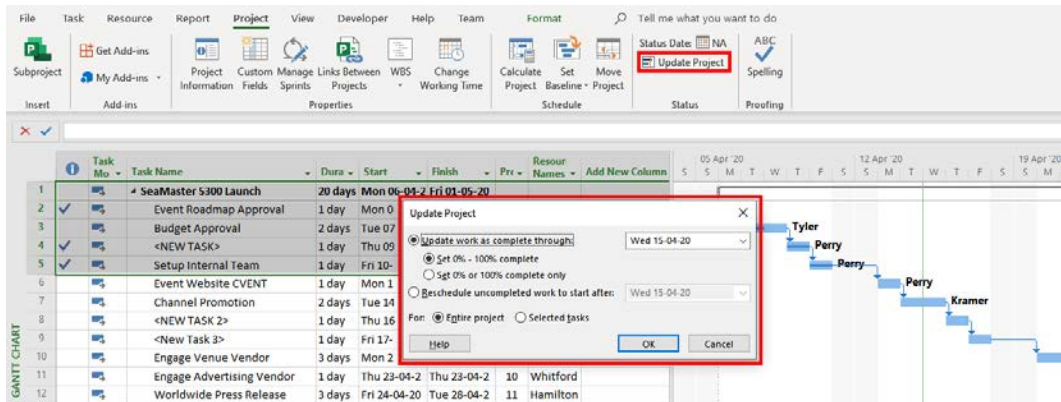 File Task Resource Report Project View Developer Help Team Format Tell me what you want to do
Subproject
Get Add-ins
My Add-ins
Project Information
Custom Fields
Manage Sprints
Links Between Projects
WBS
Change Working Time
Calculate Project
Set Baseline
Move Project
Status Date: NA
Update Project
ABC
Spelling
Insert Add-ins Properties Schedule Status Proofing
Task Mo Task Name Dura Start Finish Pre Resour Names Add New Column
05 Apr '20 12 Apr '20 19 Apr '20
S S M T W T F S S M T W T F S S M
1 SeaMaster 5300 Launch 20 days Mon 06-04-2 Fri 01-05-20
2 Event Roadmap Approval 1 day Mon 0
3 Budget Approval 2 days Tue 07
4 <NEW TASK> 1 day Thu 09
5 Setup Internal Team 1 day Fri 10-
6 Event Website CVENT 1 day Mon 1
7 Channel Promotion 2 days Tue 14
8 <NEW TASK 2> 1 day Thu 16
9 <New Task 3> 1 day Fri 17-
10 Engage Venue Vendor 3 days Mon 2
11 Engage Advertising Vendor 1 day Thu 23-04-2 Thu 23-04-2 10 Whitford
12 Worldwide Press Release 3 days Fri 24-04-20 Tue 28-04-2 11 Hamilton
GANTT CHART
Update Project
Update work as complete through: Wed 15-04-20
Set 0% - 100% complete
Set 0% or 100% complete only
Reschedule uncompleted work to start after: Wed 15-04-20
For: Entire project Selected tasks
Help OK Cancel
Tyler
Perry
Perry
Perry
Kramer